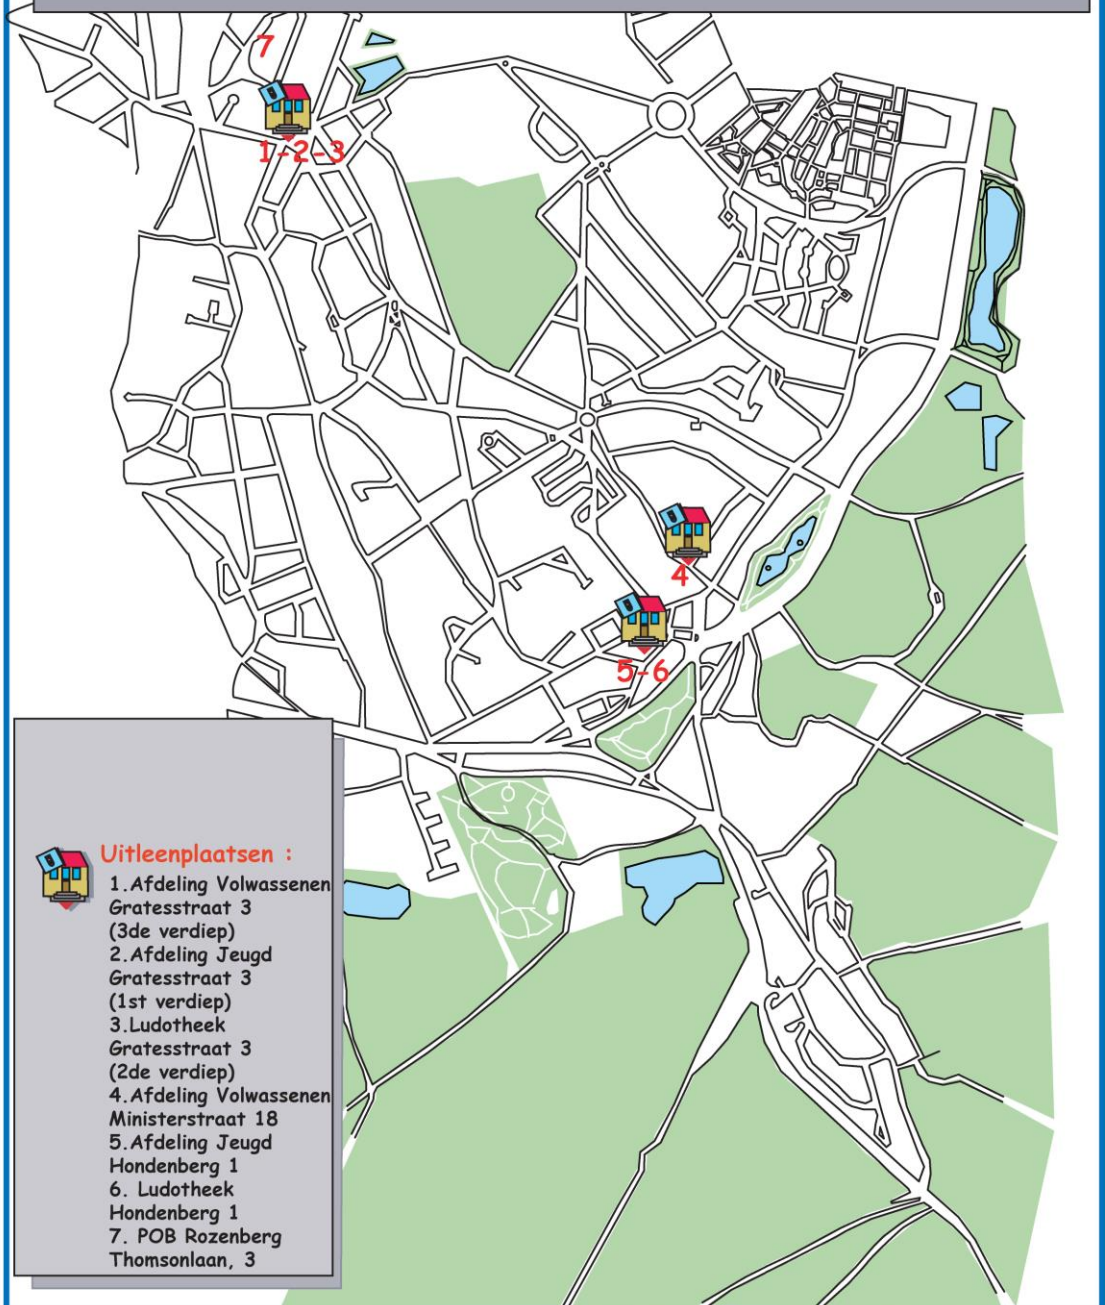 7
1-2-3
4
5-6
Uitleenplaatsen :
1.Afdeling Volwassenen
Gratesstraat 3
(3de verdiep)
2.Afdeling Jeugd
Gratesstraat 3
(1st verdiep)
3.Ludotheek
Gratesstraat 3
(2de verdiep)
4.Afdeling Volwassenen
Ministerstraat 18
5.Afdeling Jeugd
Hondenberg 1
6. Ludotheek
Hondenberg 1
7. POB Rozenberg
Thomsonlaan, 3